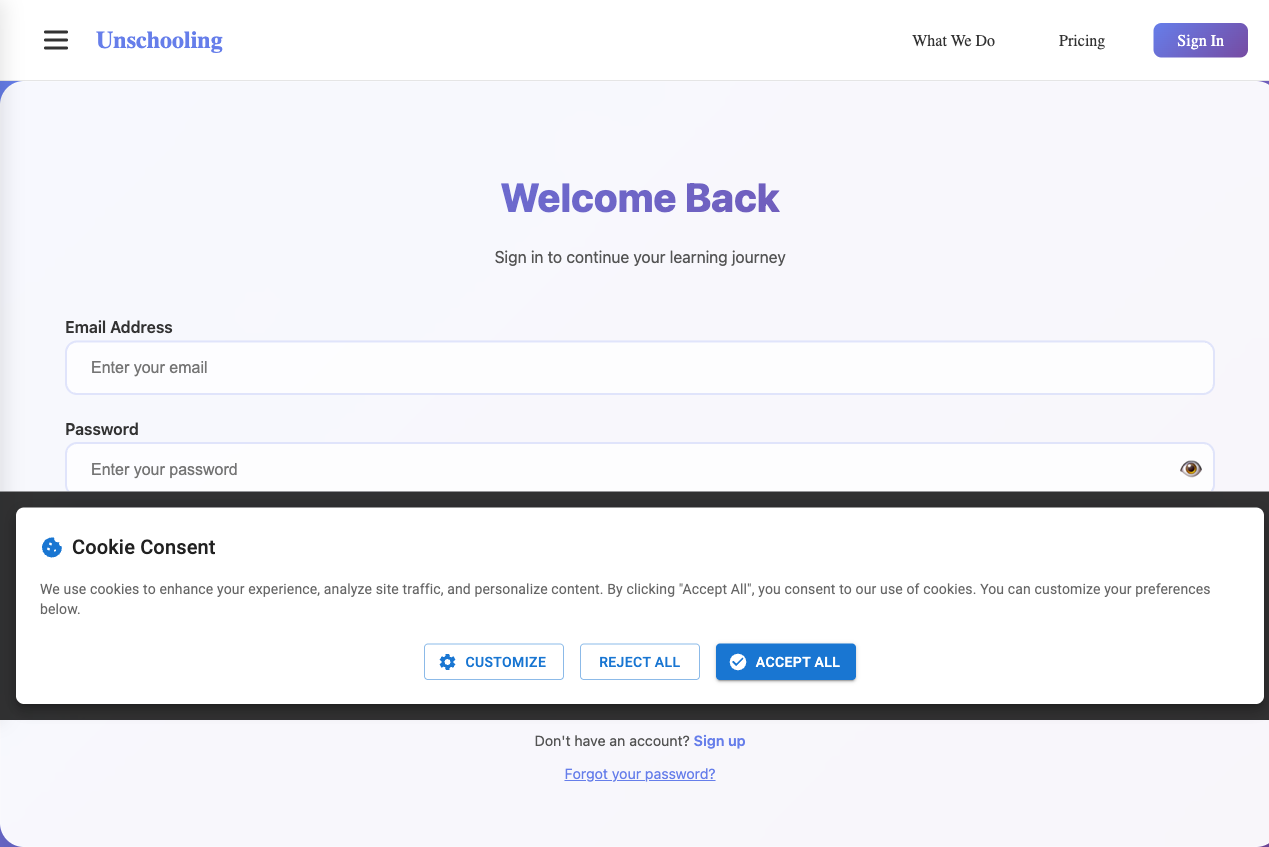 Unschooling
What We Do
Pricing
Sign In
Welcome Back
Sign in to continue your learning journey
Email Address
Enter your email
Password
Enter your password
Cookie Consent
We use cookies to enhance your experience, analyze site traffic, and personalize content. By clicking "Accept All", you consent to our use of cookies. You can customize your preferences
below.
CUSTOMIZE
REJECT ALL
ACCEPT ALL
Don't have an account? Sign up
Forgot your password?